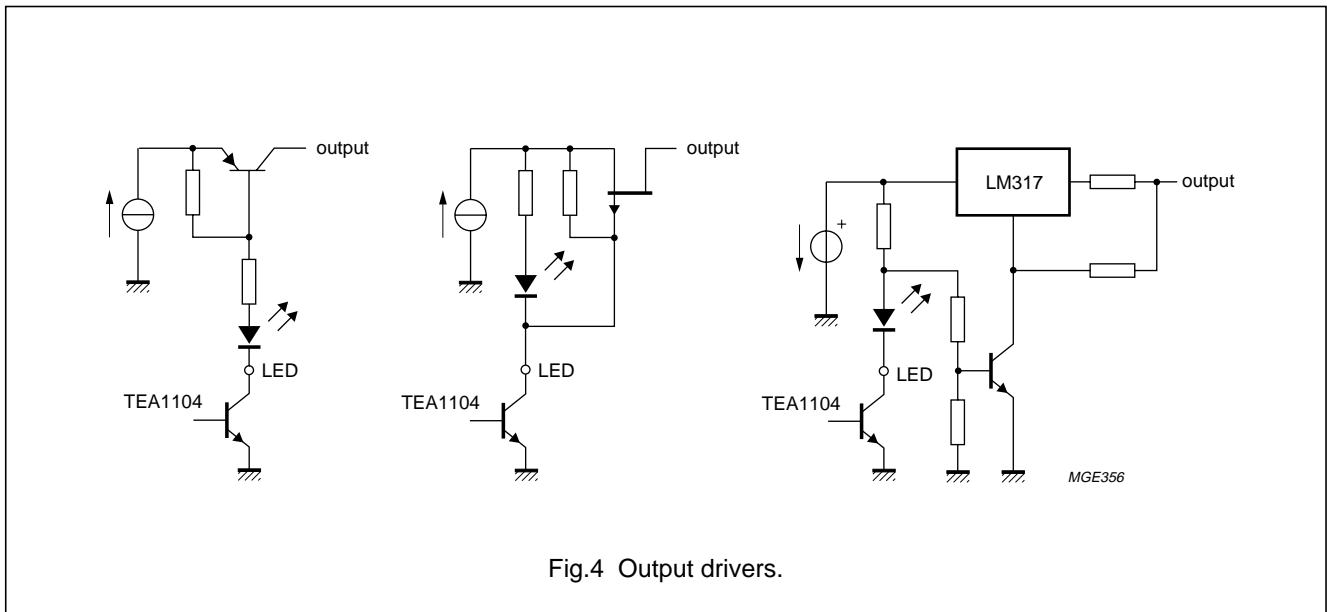 output
output
LM317
output
+
LED
LED
LED
TEA1104
TEA1104
TEA1104
MGE356
Fig.4 Output drivers.